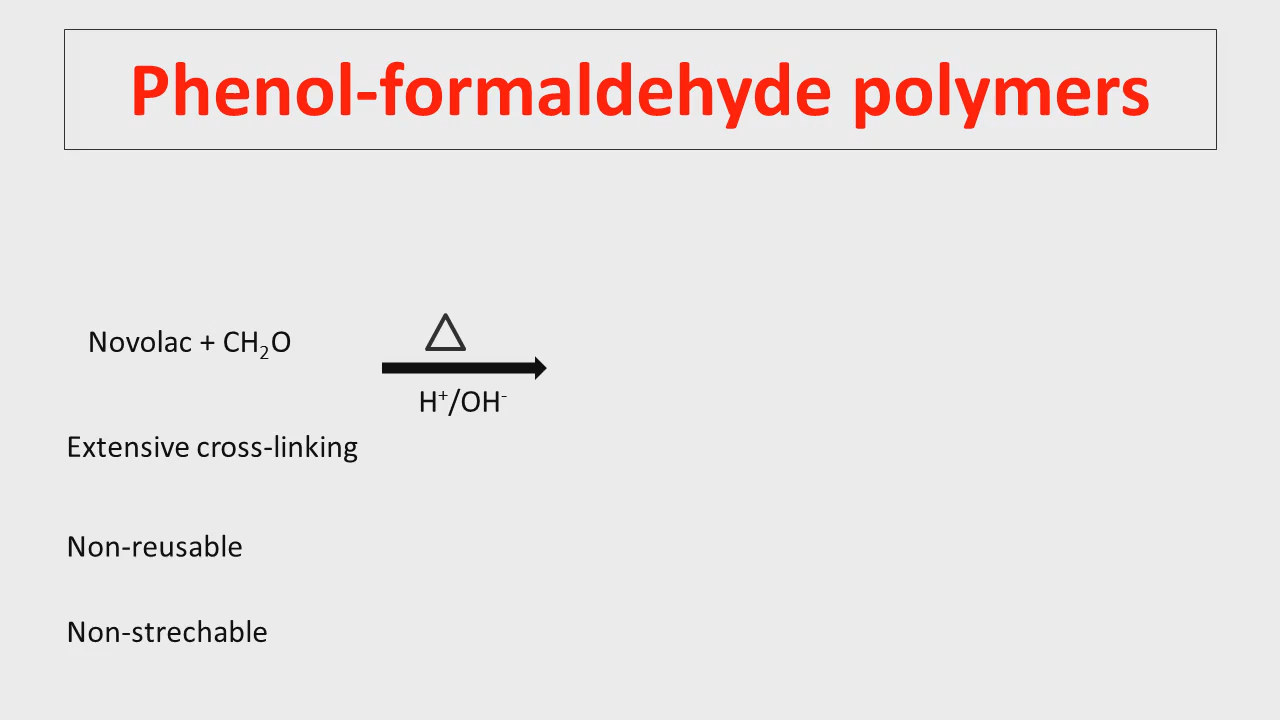 Phenol-formaldehyde polymers
Novolac + CH₂O
△
H⁺/OH⁻
Extensive cross-linking
Non-reusable
Non-strechable